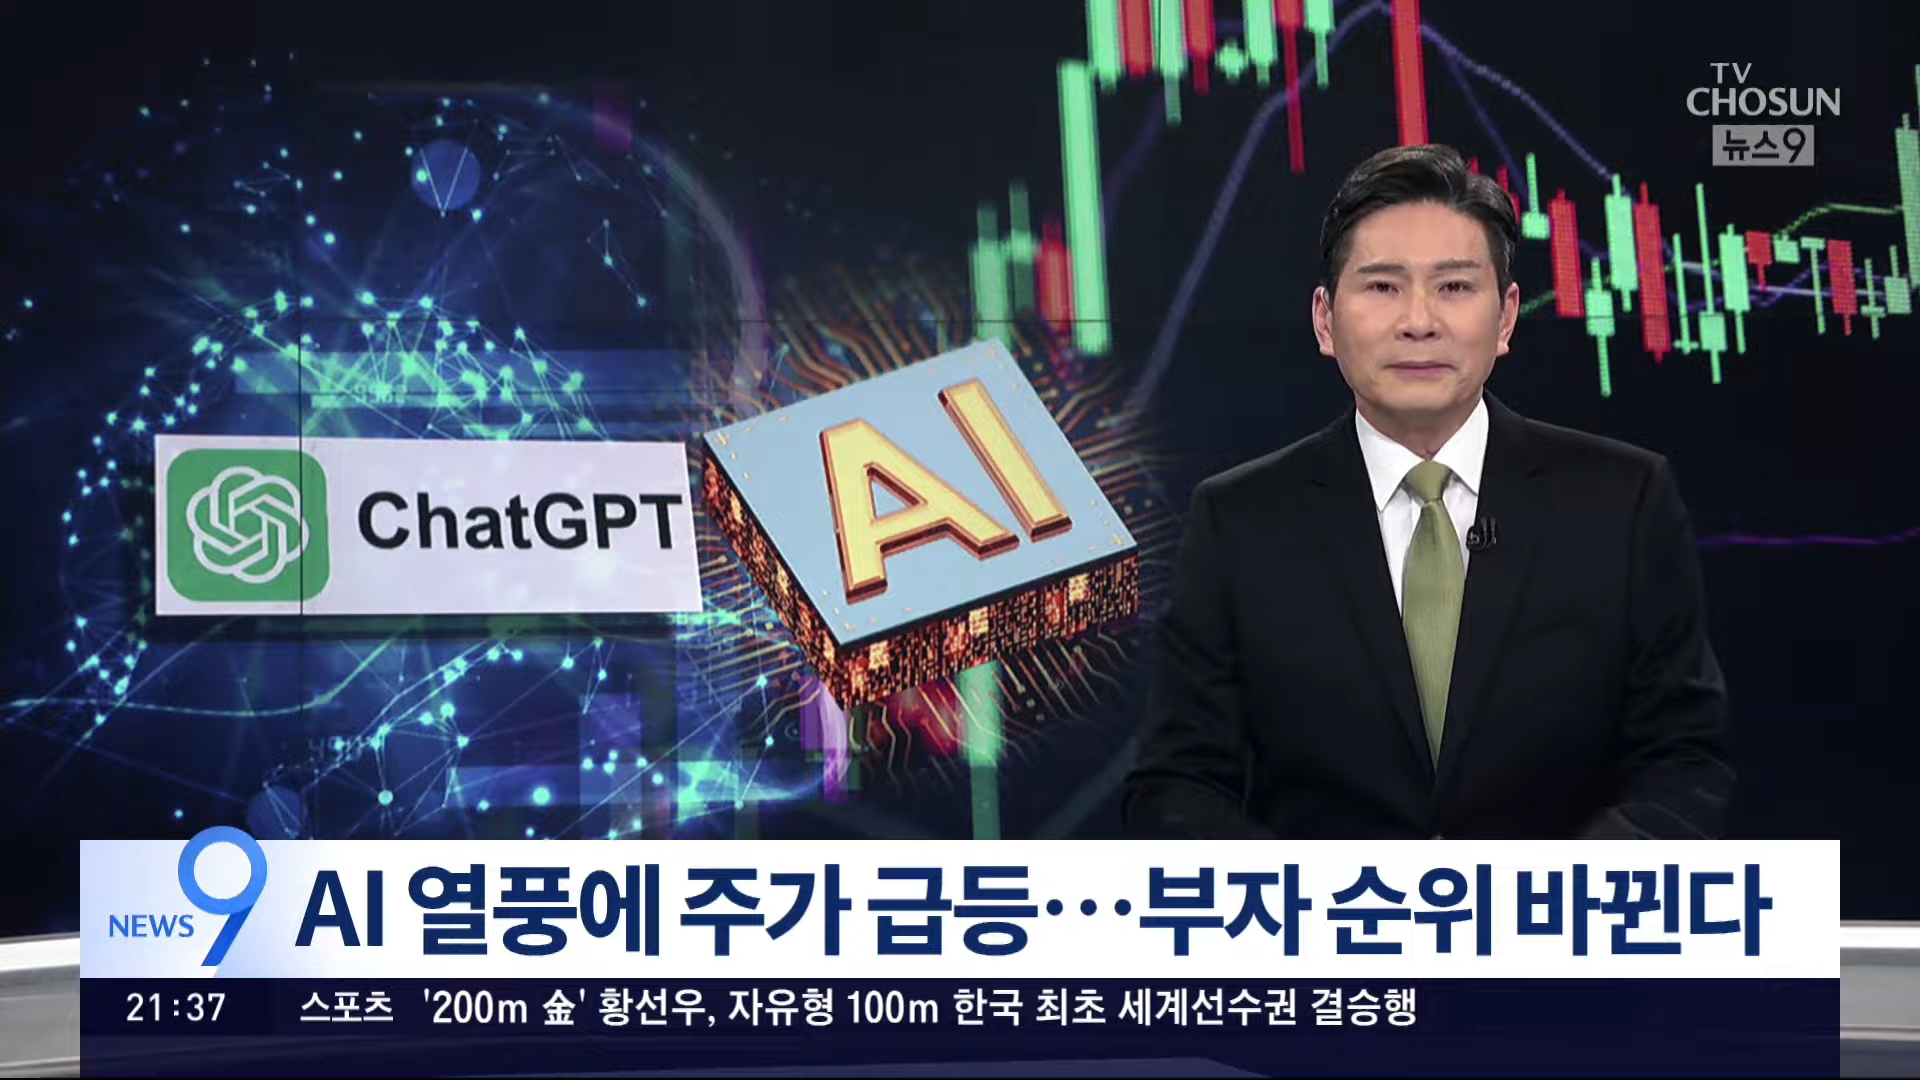 TV
CHOSUN
뉴스9
ChatGPT
AI
NEWS 9
AI 열풍에 주가 급등…부자 순위 바뀐다
21:37 스포츠 '200m 金' 황선우, 자유형 100m 한국 최초 세계선수권 결승행